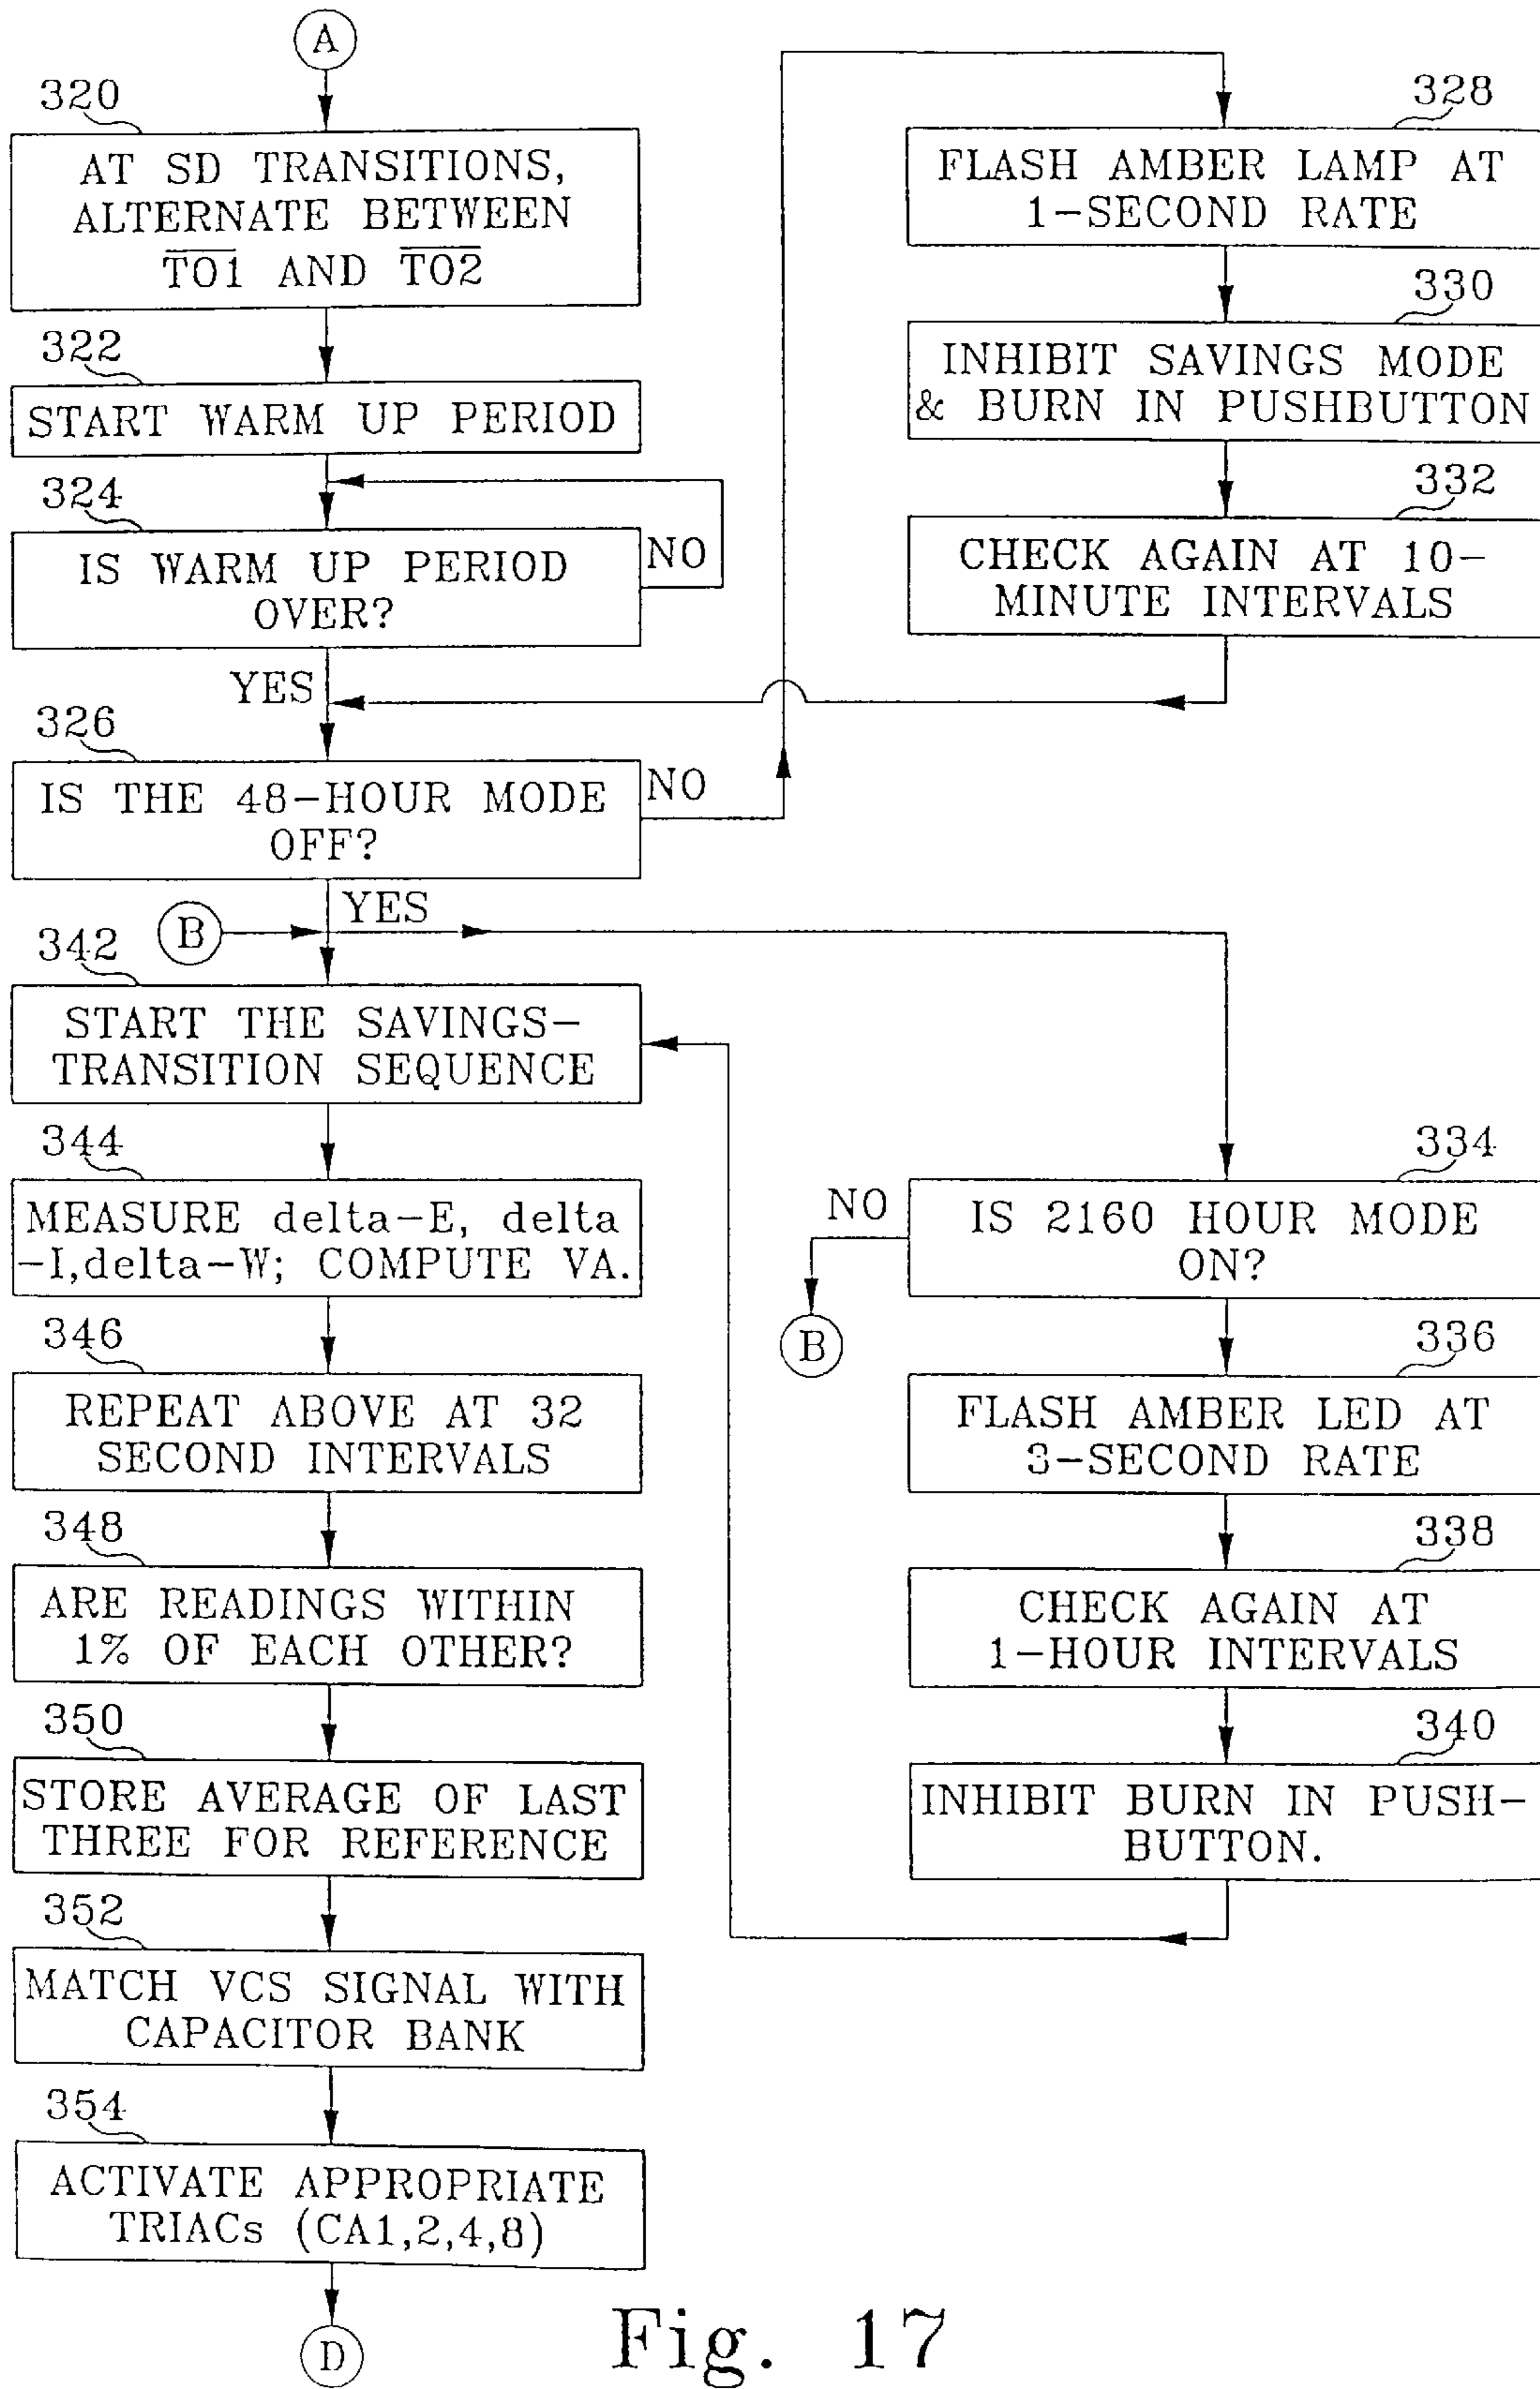 A
320
AT SD TRANSITIONS,
ALTERNATE BETWEEN
T̅O̅1̅ AND T̅O̅2̅
322
START WARM UP PERIOD
324
IS WARM UP PERIOD
OVER?
NO
YES
326
IS THE 48-HOUR MODE
OFF?
NO
YES
B
328
FLASH AMBER LAMP AT
1-SECOND RATE
330
INHIBIT SAVINGS MODE
& BURN IN PUSHBUTTON
332
CHECK AGAIN AT 10-
MINUTE INTERVALS
342
START THE SAVINGS-
TRANSITION SEQUENCE
344
MEASURE delta-E, delta
-I,delta-W; COMPUTE VA.
346
REPEAT ABOVE AT 32
SECOND INTERVALS
348
ARE READINGS WITHIN
1% OF EACH OTHER?
350
STORE AVERAGE OF LAST
THREE FOR REFERENCE
352
MATCH VCS SIGNAL WITH
CAPACITOR BANK
354
ACTIVATE APPROPRIATE
TRIACs (CA1,2,4,8)
D
334
IS 2160 HOUR MODE
ON?
NO
B
336
FLASH AMBER LED AT
3-SECOND RATE
338
CHECK AGAIN AT
1-HOUR INTERVALS
340
INHIBIT BURN IN PUSH-
BUTTON.
Fig. 17